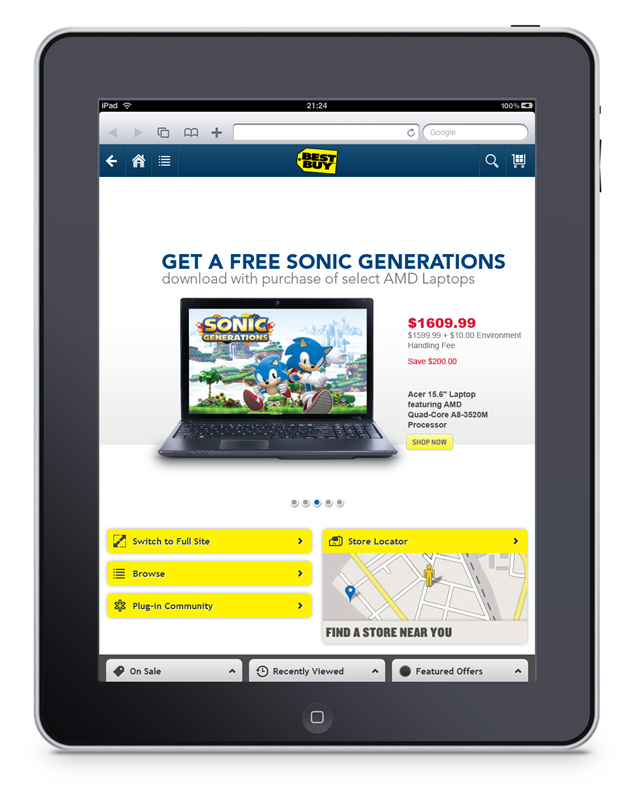 iPad
21:24
100%
Google
BEST
BUY
GET A FREE SONIC GENERATIONS
download with purchase of select AMD Laptops
SONIC
GENERATIONS
$1609.99
$1599.99 + $10.00 Environment
Handling Fee
Save $200.00
Acer 15.6" Laptop
featuring AMD
Quad-Core A8-3520M
Processor
SHOP NOW
Switch to Full Site
Browse
Plug-in Community
Store Locator
FIND A STORE NEAR YOU
On Sale
Recently Viewed
Featured Offers